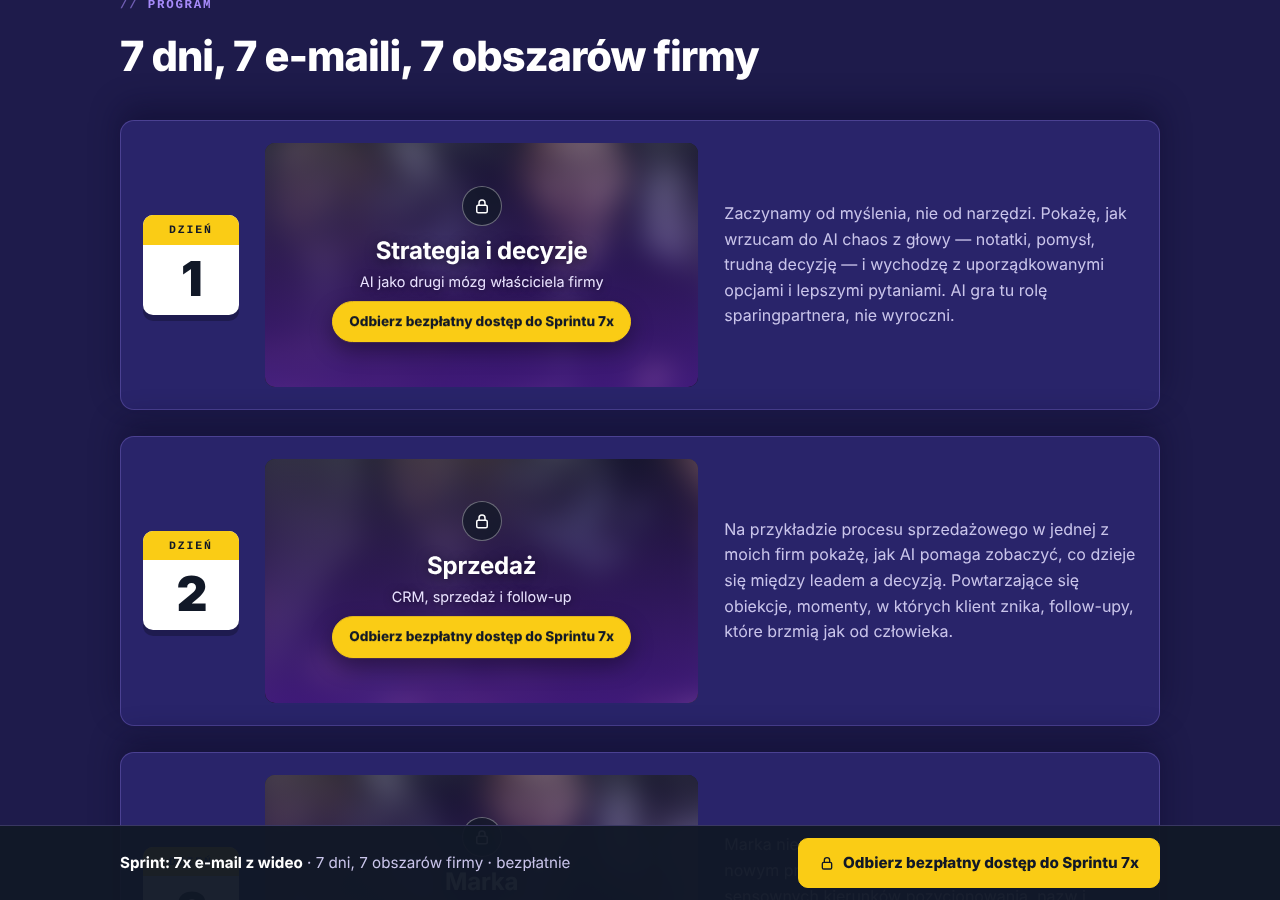 // PROGRAM
7 dni, 7 e-maili, 7 obszarów firmy
DZIEŃ
1
Strategia i decyzje
AI jako drugi mózg właściciela firmy
Odbierz bezpłatny dostęp do Sprintu 7x
Zaczynamy od myślenia, nie od narzędzi. Pokażę, jak
wrzucam do AI chaos z głowy — notatki, pomysł,
trudną decyzję — i wychodzę z uporządkowanymi
opcjami i lepszymi pytaniami. AI gra tu rolę
sparingpartnera, nie wyroczni.
DZIEŃ
2
Sprzedaż
CRM, sprzedaż i follow-up
Odbierz bezpłatny dostęp do Sprintu 7x
Na przykładzie procesu sprzedażowego w jednej z
moich firm pokażę, jak AI pomaga zobaczyć, co dzieje
się między leadem a decyzją. Powtarzające się
obiekcje, momenty, w których klient znika, follow-upy,
które brzmią jak od człowieka.
Marka
Marka
nowym
Sprint: 7x e-mail z wideo · 7 dni, 7 obszarów firmy · bezpłatnie
Odbierz bezpłatny dostęp do Sprintu 7x